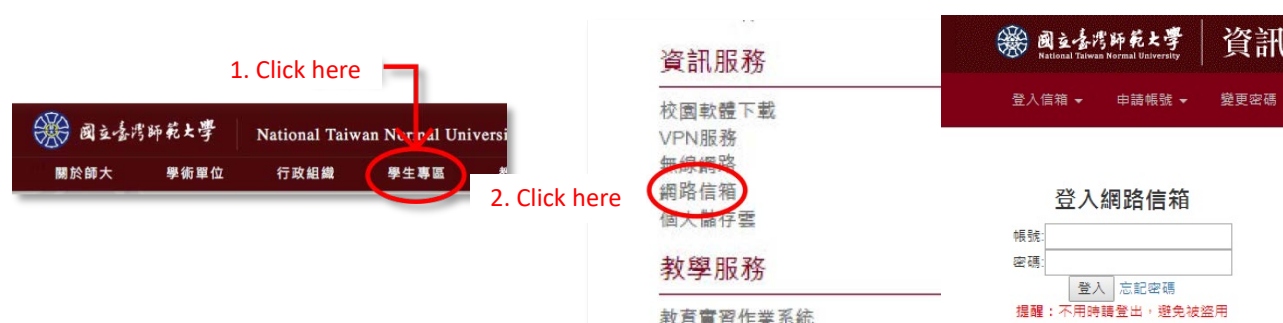 1. Click here
國立臺灣師範大學
National Taiwan Normal Universi
關於師大 學術單位 行政組織 學生專區
2. Click here
資訊服務
校園軟體下載
VPN服務
無線網路
網路信箱
個人儲存雲
教學服務
教育實習作業系統
國立臺灣師範大學
National Taiwan Normal University
資訊
登入信箱 申請帳號 變更密碼
登入網路信箱
帳號:
密碼:
登入 忘記密碼
提醒：不用時請登出，避免被盜用